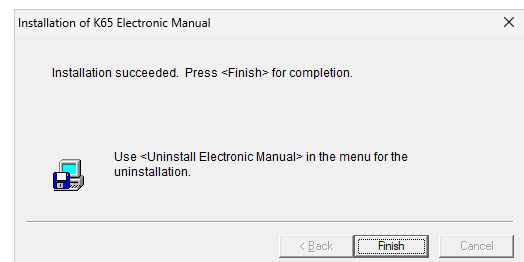 Installation of K65 Electronic Manual
Installation succeeded. Press <Finish> for completion.
Use <Uninstall Electronic Manual> in the menu for the
uninstallation.
< Back
Finish
Cancel